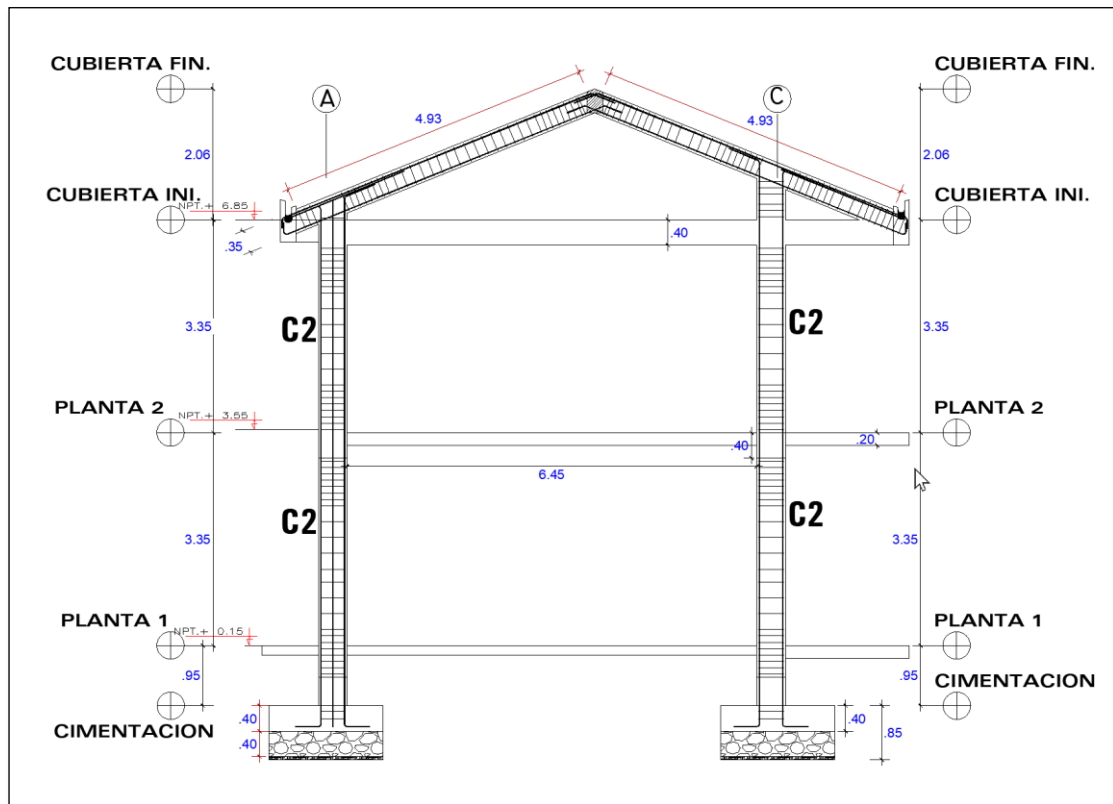 CUBIERTA FIN.
CUBIERTA FIN.
A
C
4.93
4.93
2.06
2.06
CUBIERTA INI.
NPT.+ 6.85
CUBIERTA INI.
.35
.40
3.35
C2
C2
3.35
PLANTA 2
NPT.+ 3.55
PLANTA 2
.40
.20
6.45
C2
C2
3.35
3.35
PLANTA 1
NPT.+ 0.15
PLANTA 1
.95
.95
CIMENTACION
CIMENTACION
.40
.40
.85
.40